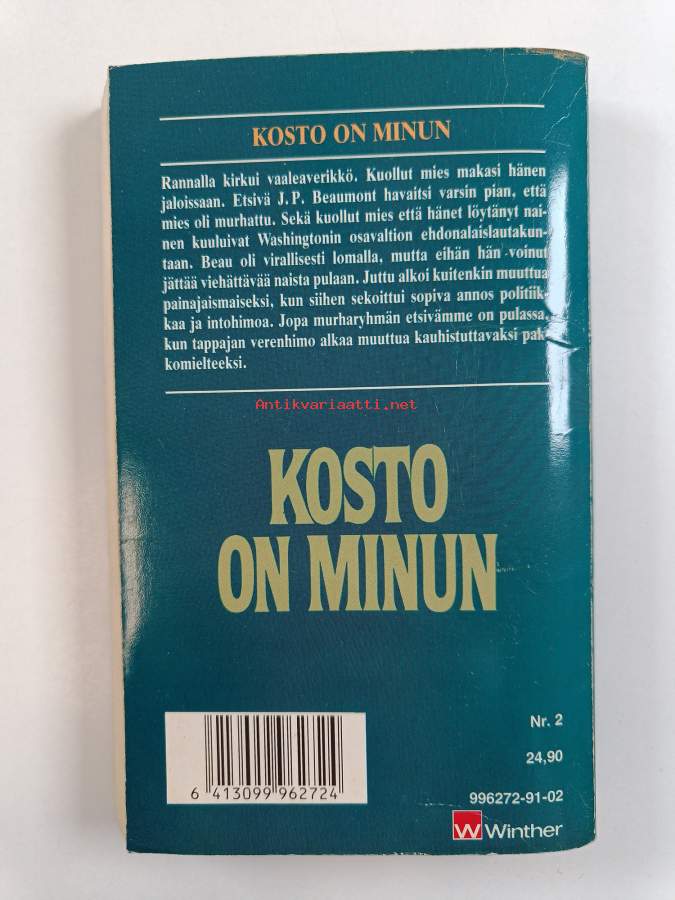 KOSTO ON MINUN
Rannalla kirkui vaaleaverikkö. Kuollut mies makasi hänen
jaloissaan. Etsivä J.P. Beaumont havaitsi varsin pian, että
mies oli murhattu. Sekä kuollut mies että hänet löytänyt nai-
nen kuuluivat Washingtonin osavaltion ehdonalaislautakun-
taan. Beau oli virallisesti lomalla, mutta eihän hän voinut
jättää viehättävää naista pulaan. Juttu alkoi kuitenkin muuttua
painajaismaiseksi, kun siihen sekoittui sopiva annos politiik-
kaa ja intohimoa. Jopa murharyhmän etsivämme on pulassa,
kun tappajan verenhimo alkaa muuttua kauhistuttavaksi pak-
komielteeksi.
Antikvariaatti.net
KOSTO
ON MINUN
Nr. 2
24,90
6 413099 962724
996272-91-02
W Winther